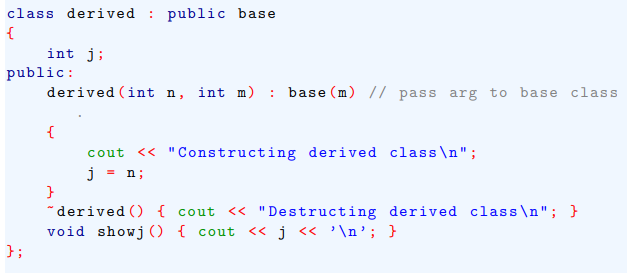 class derived : public base
{
    int j;
public:
    derived(int n, int m) : base(m) // pass arg to base class
       .
    {
        cout << "Constructing derived class\n";
        j = n;
    }
    ~derived() { cout << "Destructing derived class\n"; }
    void showj() { cout << j << '\n'; }
};